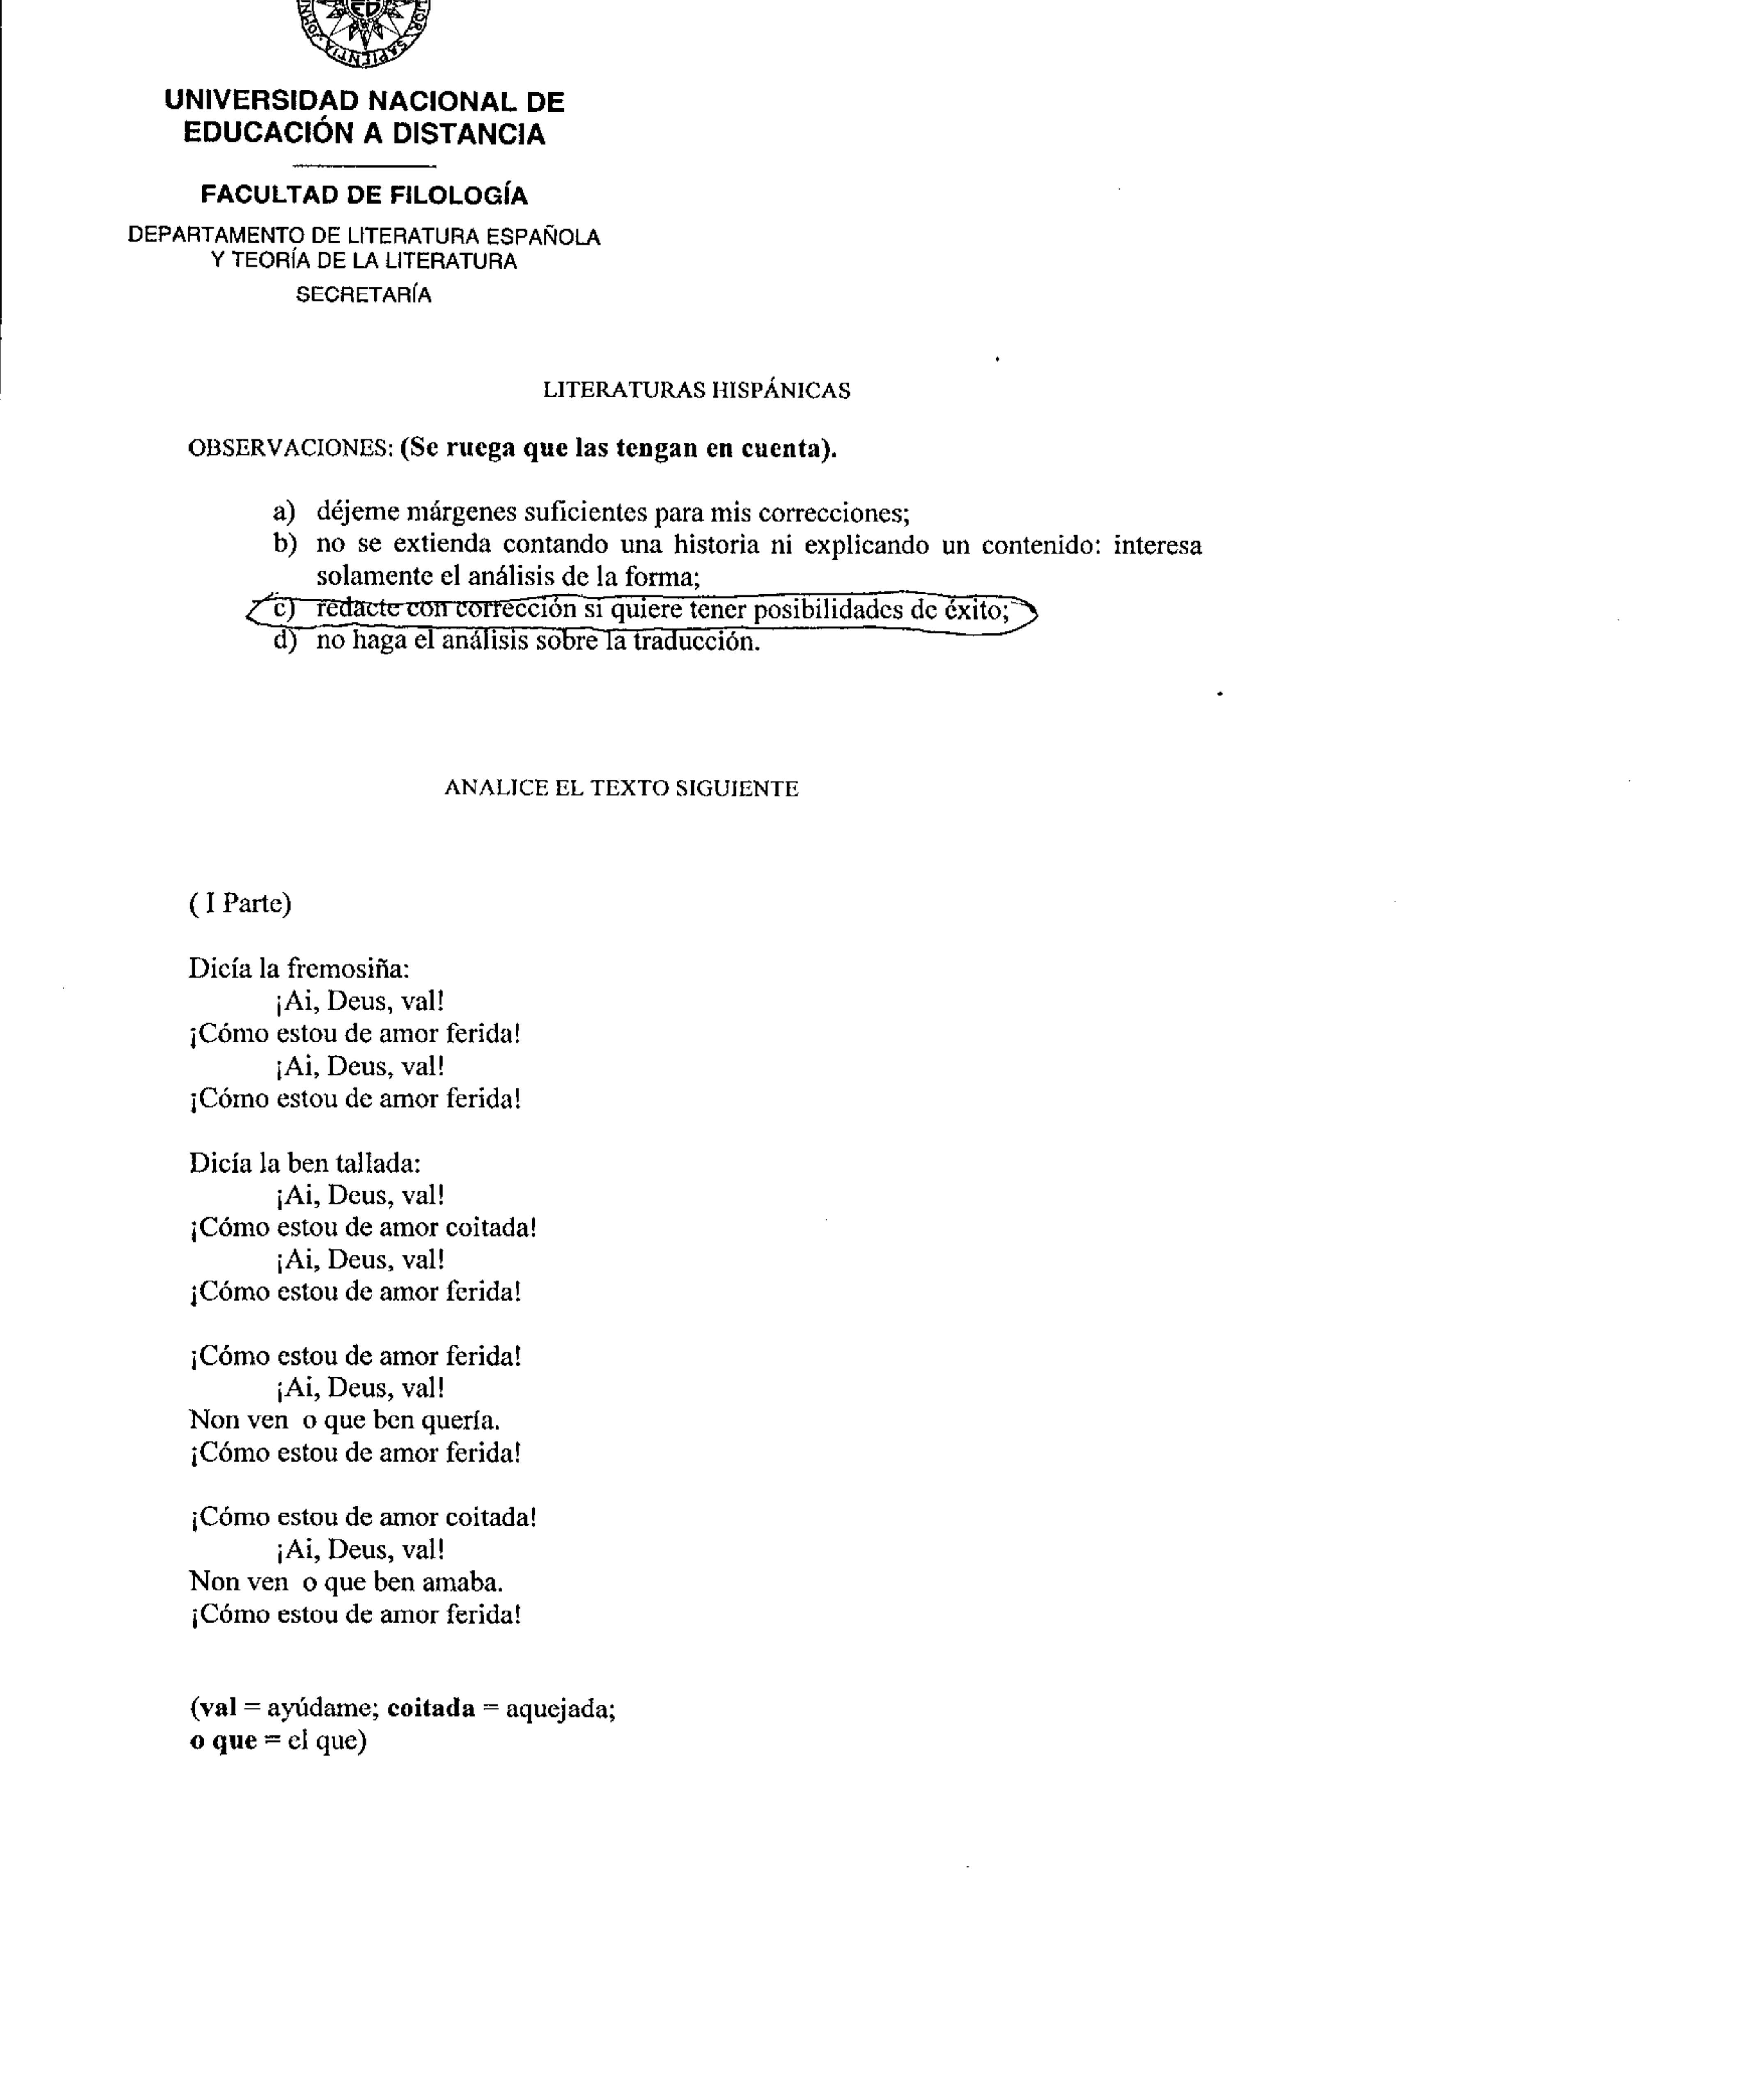 SAPIENTIA
UNIVERSIDAD NACIONAL DE
EDUCACIÓN A DISTANCIA
FACULTAD DE FILOLOGÍA
DEPARTAMENTO DE LITERATURA ESPAÑOLA
Y TEORÍA DE LA LITERATURA
SECRETARÍA
LITERATURAS HISPÁNICAS
OBSERVACIONES: (Se ruega que las tengan en cuenta).
a) déjeme márgenes suficientes para mis correcciones;
b) no se extienda contando una historia ni explicando un contenido: interesa
solamente el análisis de la forma;
c) redacte con corrección si quiere tener posibilidades de éxito;
d) no haga el análisis sobre la traducción.
ANALICE EL TEXTO SIGUIENTE
( I Parte)
Dicía la fremosiña:
¡Ai, Deus, val!
¡Cómo estou de amor ferida!
¡Ai, Deus, val!
¡Cómo estou de amor ferida!
Dicía la ben tallada:
¡Ai, Deus, val!
¡Cómo estou de amor coitada!
¡Ai, Deus, val!
¡Cómo estou de amor ferida!
¡Cómo estou de amor ferida!
¡Ai, Deus, val!
Non ven o que ben quería.
¡Cómo estou de amor ferida!
¡Cómo estou de amor coitada!
¡Ai, Deus, val!
Non ven o que ben amaba.
¡Cómo estou de amor ferida!
(val = ayúdame; coitada = aquejada;
o que = el que)